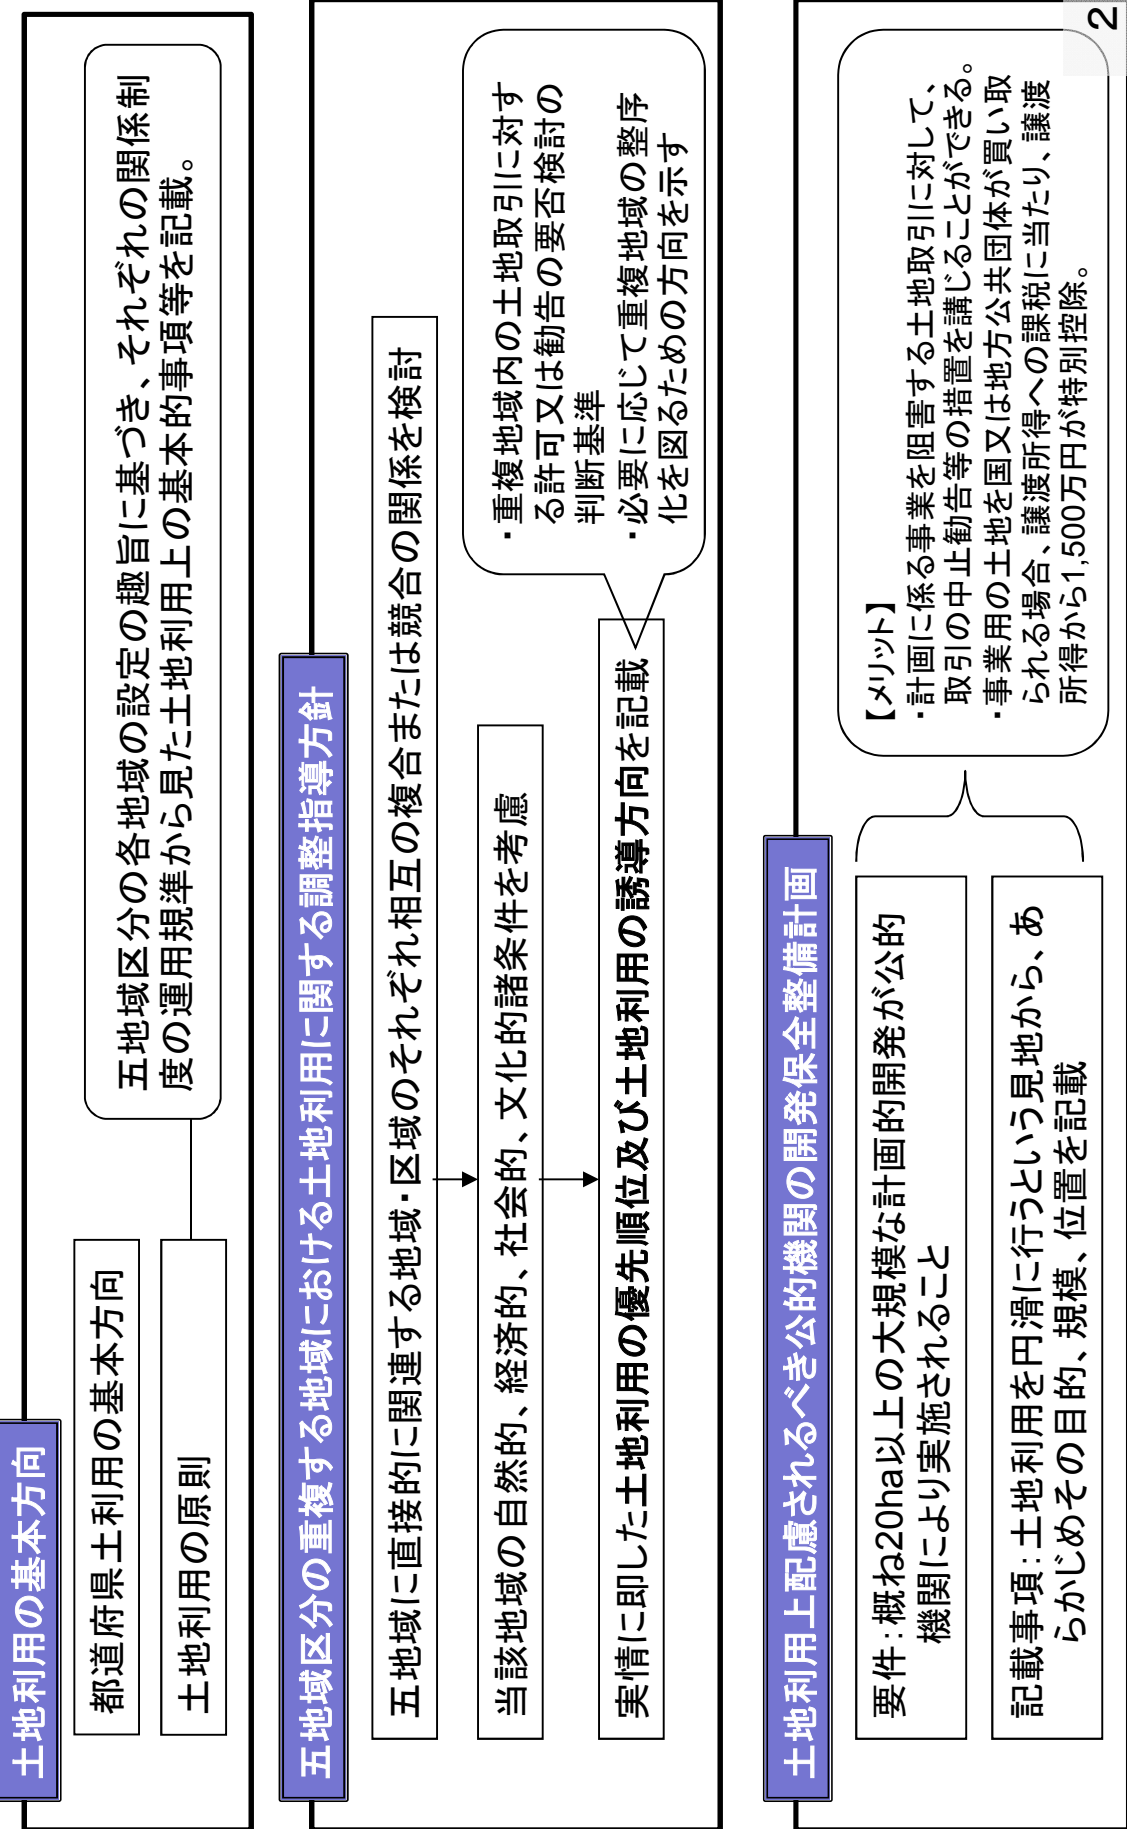 土地利用の基本方向
都道府県土利用の基本方向
土地利用の原則
五地域区分の各地域の設定の趣旨に基づき、それぞれの関係制
度の運用規準から見た土地利用上の基本的事項等を記載。
五地域区分の重複する地域における土地利用に関する調整指導方針
五地域に直接的に関連する地域・区域のそれぞれ相互の複合または競合の関係を検討
当該地域の自然的、経済的、社会的、文化的諸条件を考慮
実情に即した土地利用の優先順位及び土地利用の誘導方向を記載
・重複地域内の土地取引に対す
る許可又は勧告の要否検討の
判断基準
・必要に応じて重複地域の整序
化を図るための方向を示す
土地利用上配慮されるべき公的機関の開発保全整備計画
要件：概ね20ha以上の大規模な計画的開発が公的
機関により実施されること
記載事項：土地利用を円滑に行うという見地から、あ
らかじめその目的、規模、位置を記載
【メリット】
・計画に係る事業を阻害する土地取引に対して、
取引の中止勧告等の措置を講じることができる。
・事業用の土地を国又は地方公共団体が買い取
られる場合、譲渡所得への課税に当たり、譲渡
所得から1,500万円が特別控除。
2